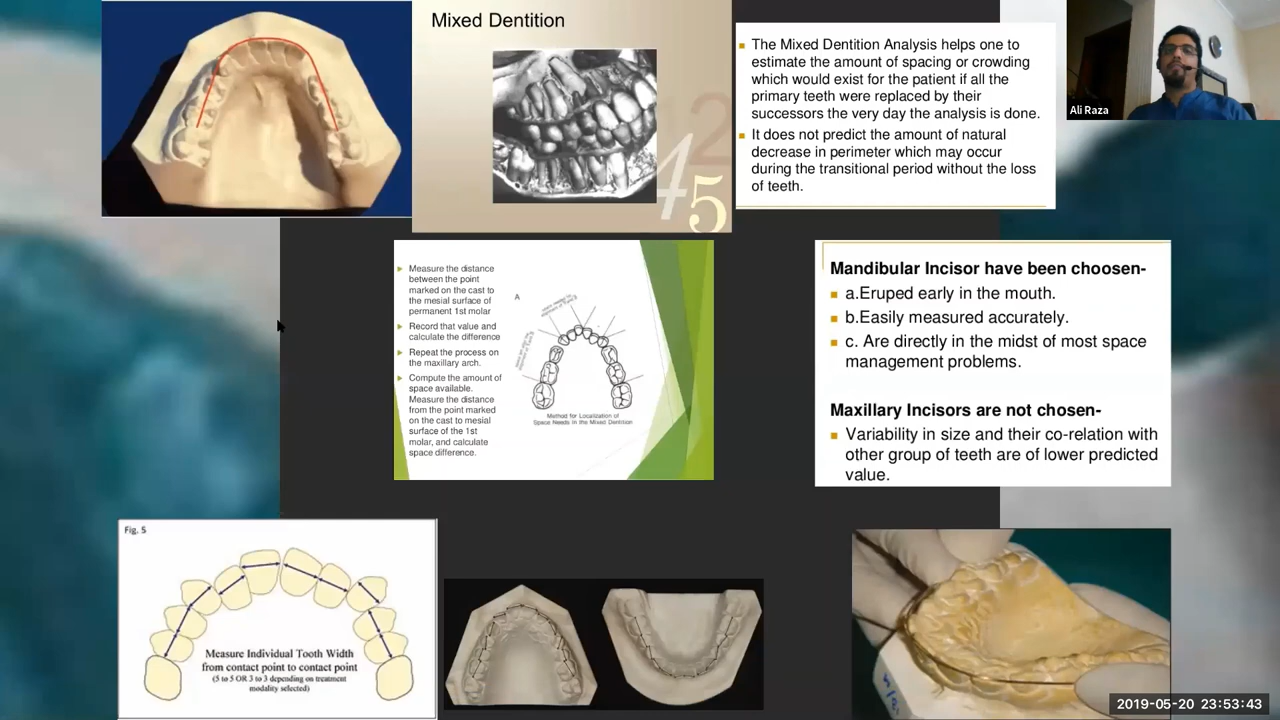 Mixed Dentition
4
2
5
The Mixed Dentition Analysis helps one to
estimate the amount of spacing or crowding
which would exist for the patient if all the
primary teeth were replaced by their
successors the very day the analysis is done.
It does not predict the amount of natural
decrease in perimeter which may occur
during the transitional period without the loss
of teeth.
Ali Raza
Measure the distance
between the point
marked on the cast to
the mesial surface of
permanent 1st molar
Record that value and
calculate the difference
Repeat the process on
the maxillary arch.
Compute the amount of
space available.
Measure the distance
from the point marked
on the cast to mesial
surface of the 1st
molar, and calculate
space difference.
A
Method for Localization of
Space Needs in the Mixed Dentition
Mandibular Incisor have been choosen-
a.Eruped early in the mouth.
b.Easily measured accurately.
c. Are directly in the midst of most space
management problems.
Maxillary Incisors are not chosen-
Variability in size and their co-relation with
other group of teeth are of lower predicted
value.
Fig. 5
Measure Individual Tooth Width
from contact point to contact point
(5 to 5 OR 3 to 3 depending on treatment
modality selected)
2019-05-20 23:53:43